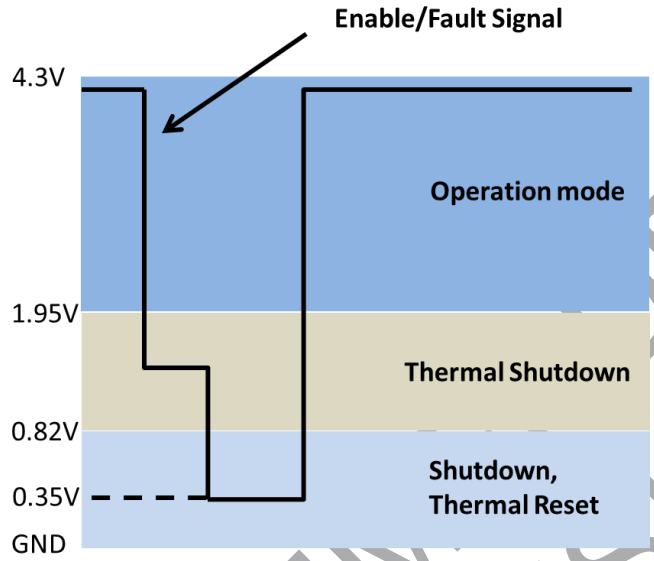 Enable/Fault Signal
4.3V
Operation mode
1.95V
Thermal Shutdown
0.82V
Shutdown,
Thermal Reset
0.35V
GND